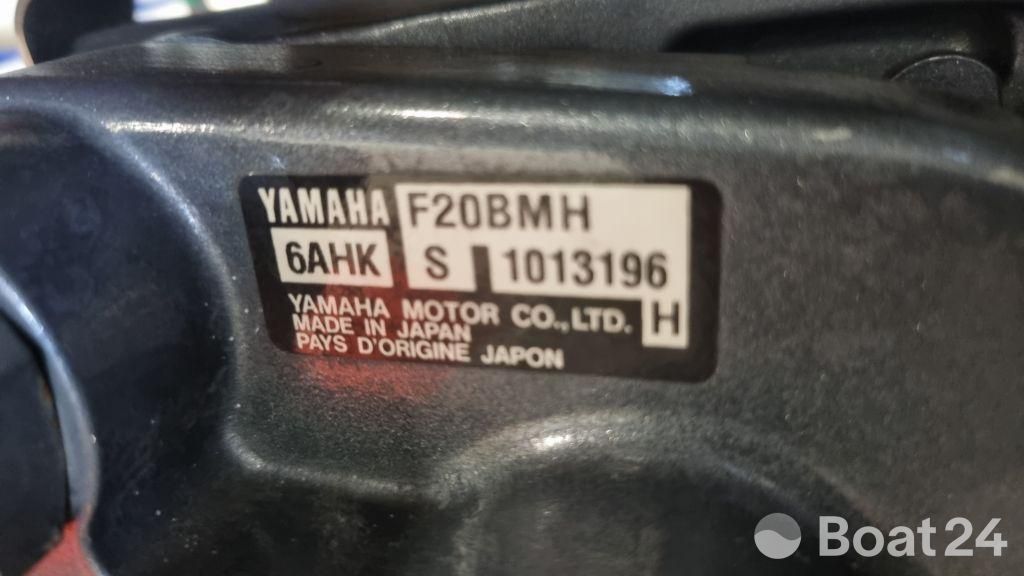 YAMAHA F20BMH
6AHK S 1013196
YAMAHA MOTOR CO.,LTD. H
MADE IN JAPAN
PAYS D'ORIGINE JAPON
Boat24